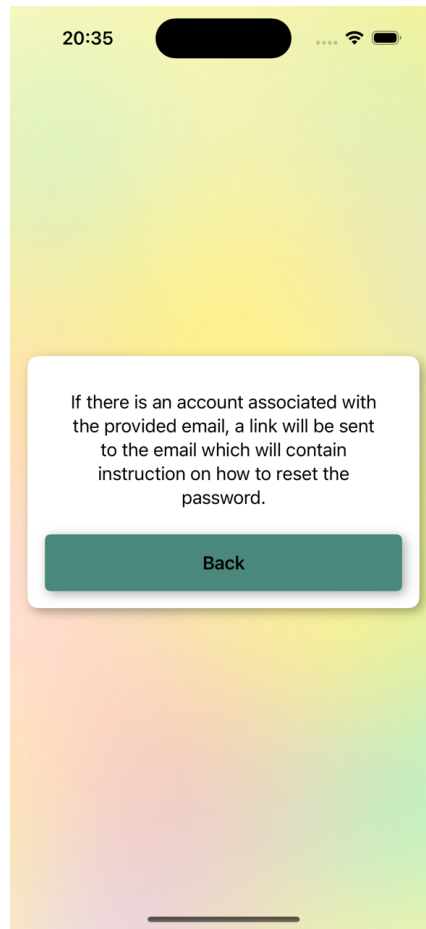 20:35
If there is an account associated with
the provided email, a link will be sent
to the email which will contain
instruction on how to reset the
password.
Back